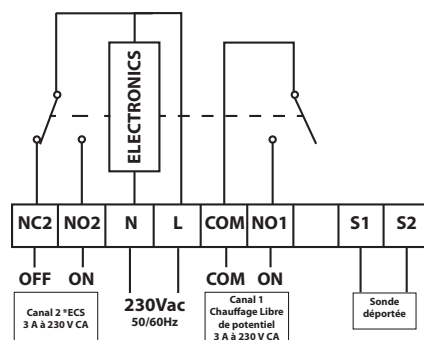 ELECTRONICS
NC2 NO2 N L COM NO1 S1 S2
OFF ON COM ON
230Vac
50/60Hz
Canal 2 *ECS
3 A à 230 V CA
Canal 1
Chauffage Libre
de potentiel
3 A à 230 V CA
Sonde
déportée